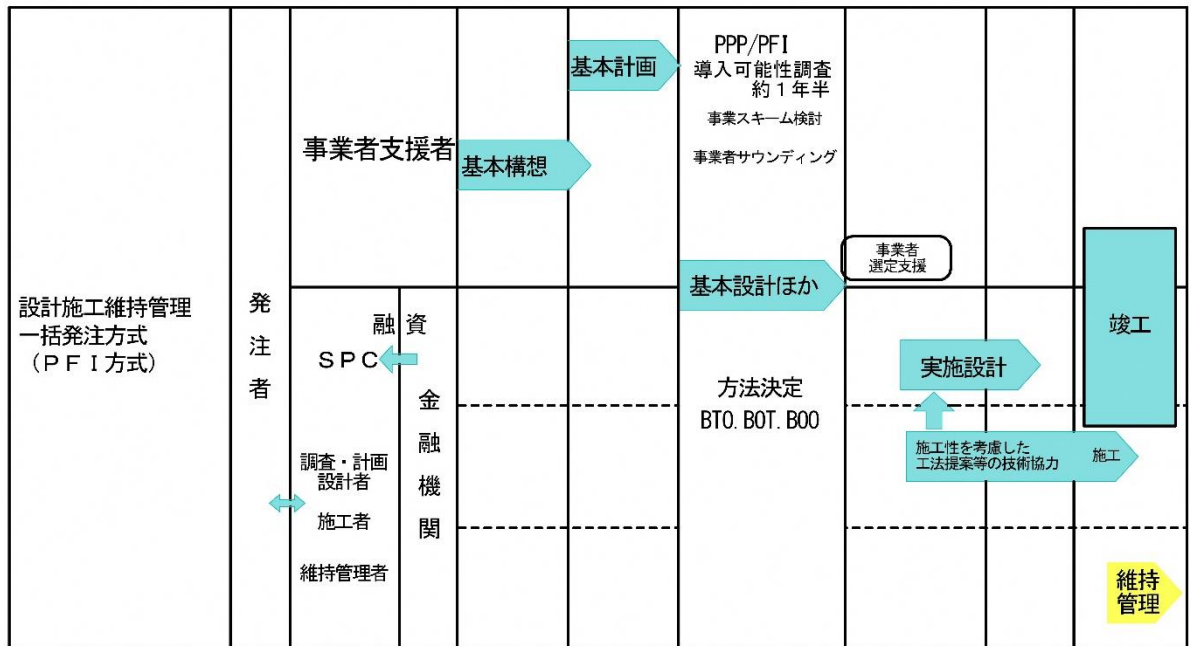 設計施工維持管理
一括発注方式
（ＰＦＩ方式）
発注者
事業者支援者
基本構想
基本計画
PPP/PFI
導入可能性調査
約１年半
事業スキーム検討
事業者サウンディング
基本設計ほか
事業者
選定支援
融資
ＳＰＣ
金融機関
調査・計画
設計者
施工者
維持管理者
方法決定
BTO.BOT.BOO
実施設計
施工性を考慮した
工法提案等の技術協力
施工
竣工
維持
管理